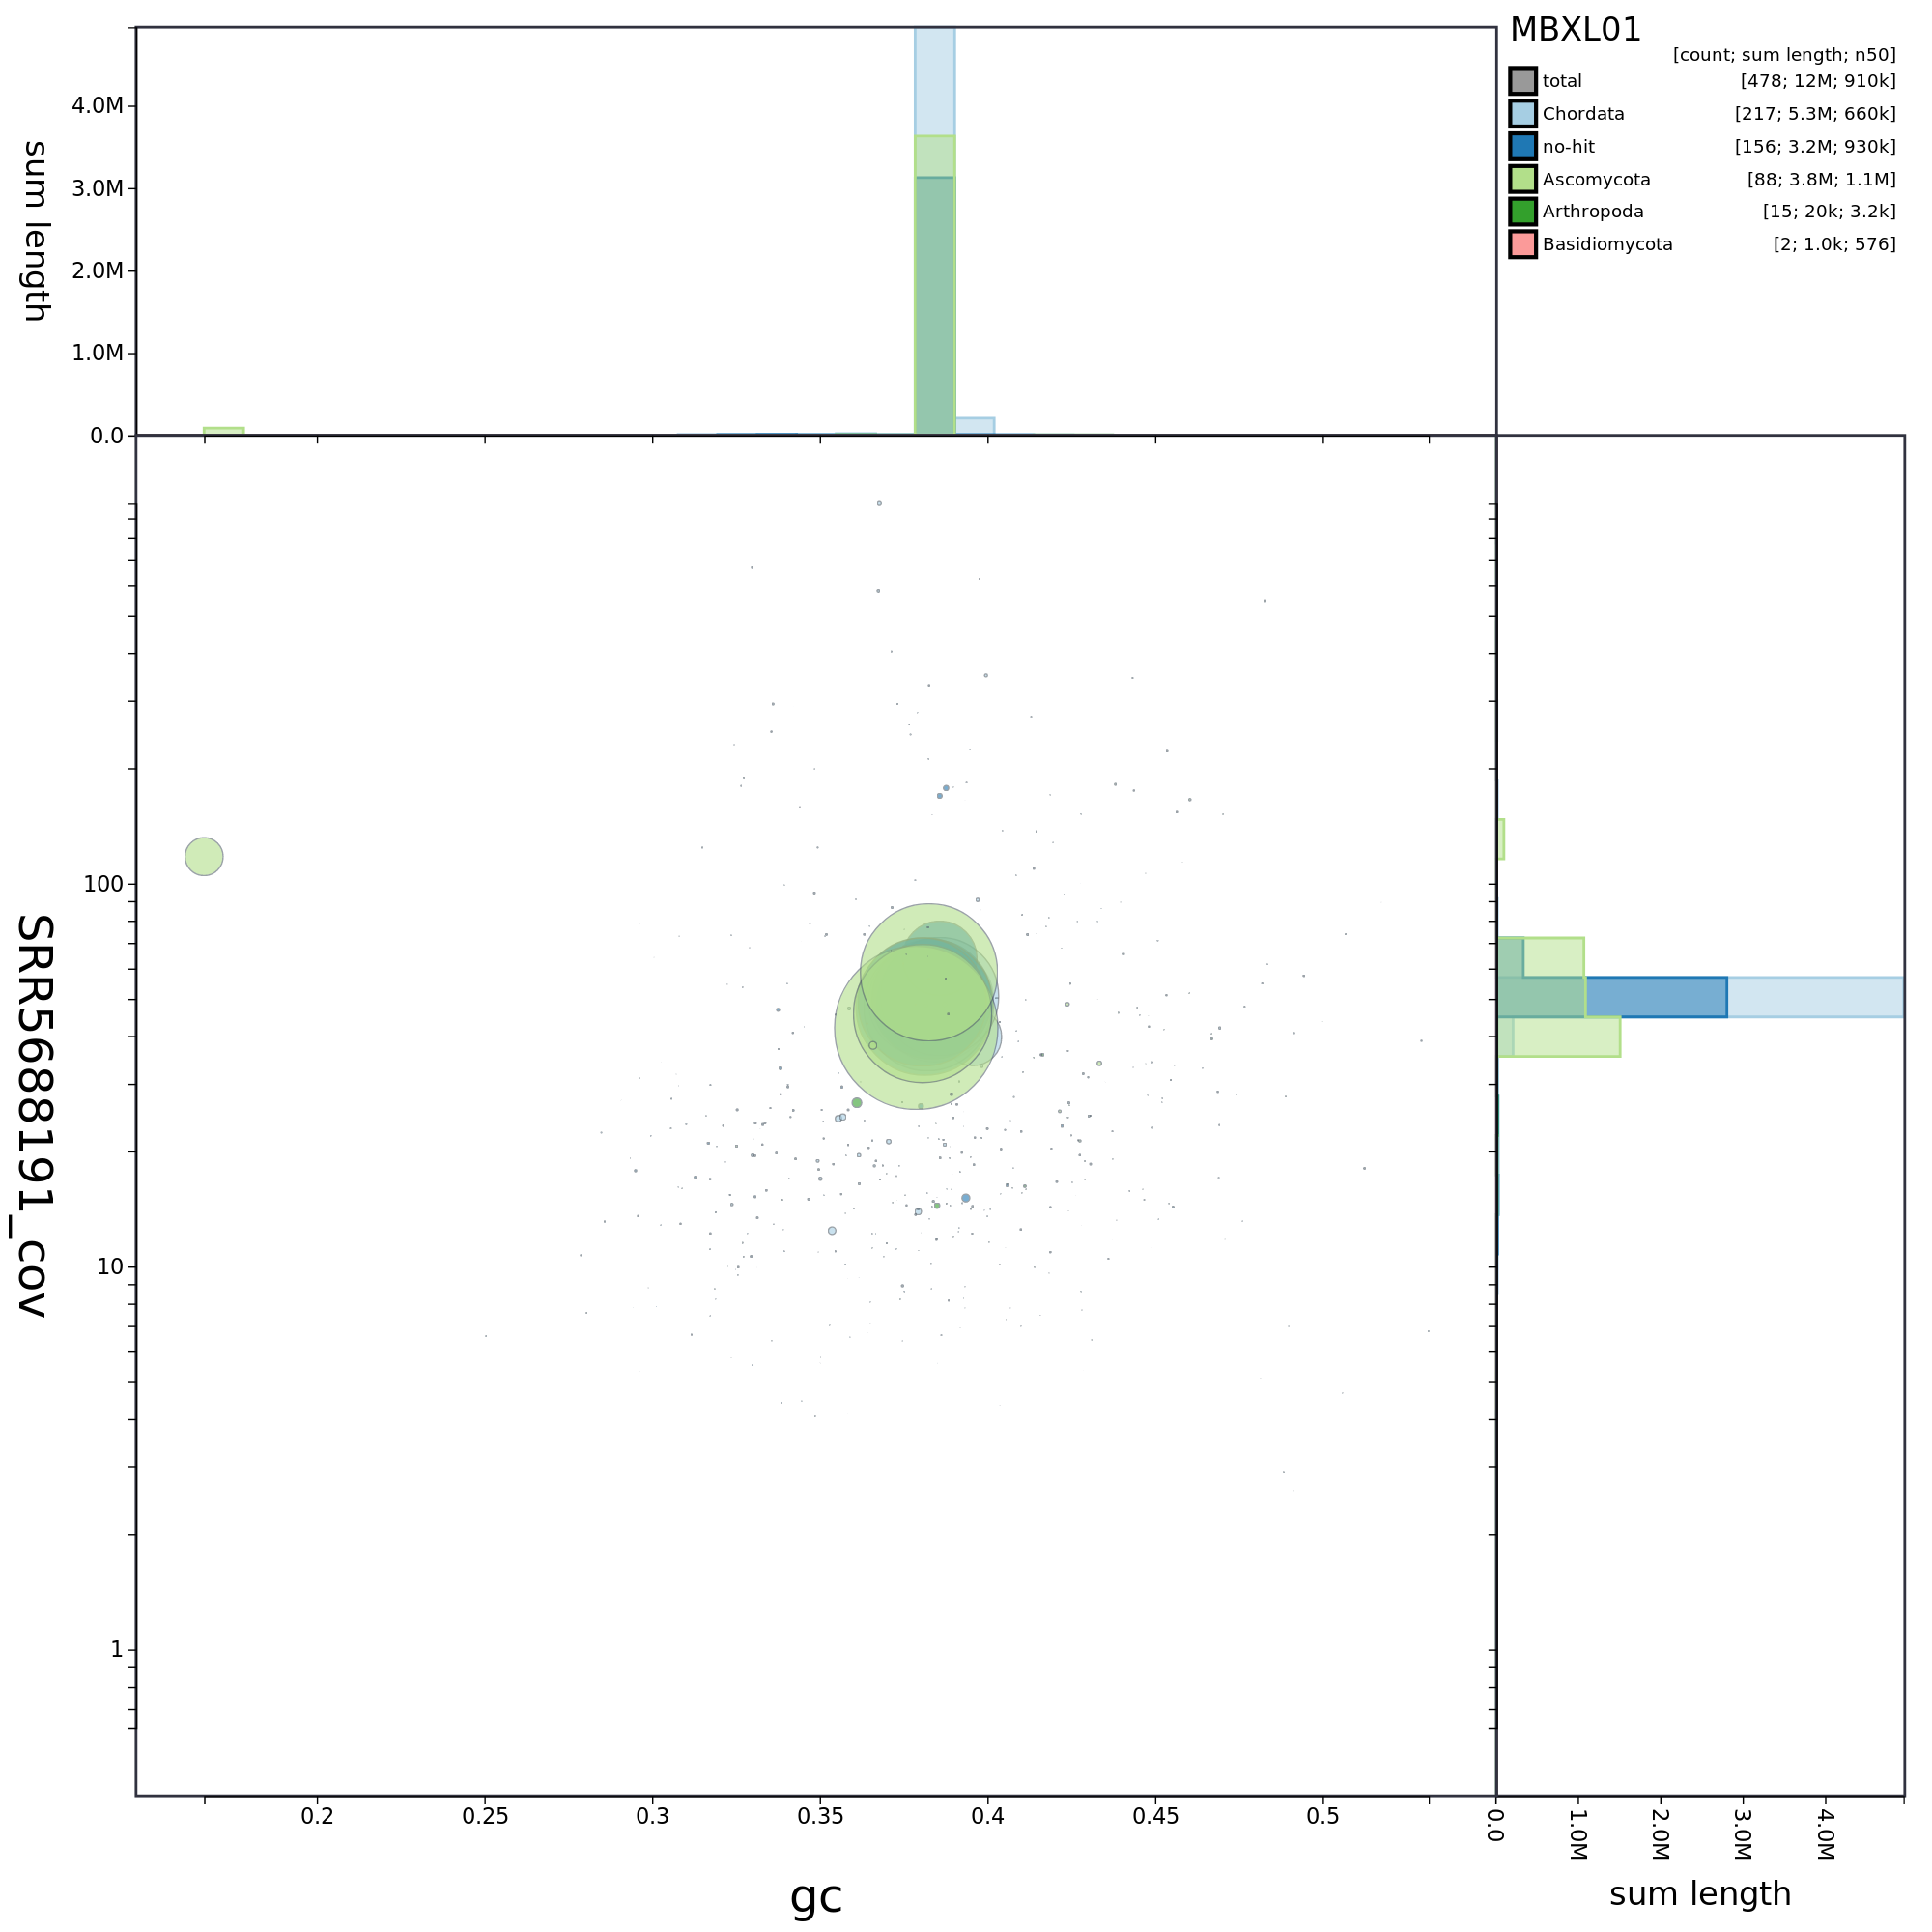 MBXL01
[count; sum length; n50]
total [478; 12M; 910k]
Chordata [217; 5.3M; 660k]
no-hit [156; 3.2M; 930k]
Ascomycota [88; 3.8M; 1.1M]
Arthropoda [15; 20k; 3.2k]
Basidiomycota [2; 1.0k; 576]
sum length
4.0M
3.0M
2.0M
1.0M
0.0
SRR5688191_cov
100
10
1
0.2 0.25 0.3 0.35 0.4 0.45 0.5
gc
0.0 1.0M 2.0M 3.0M 4.0M
sum length